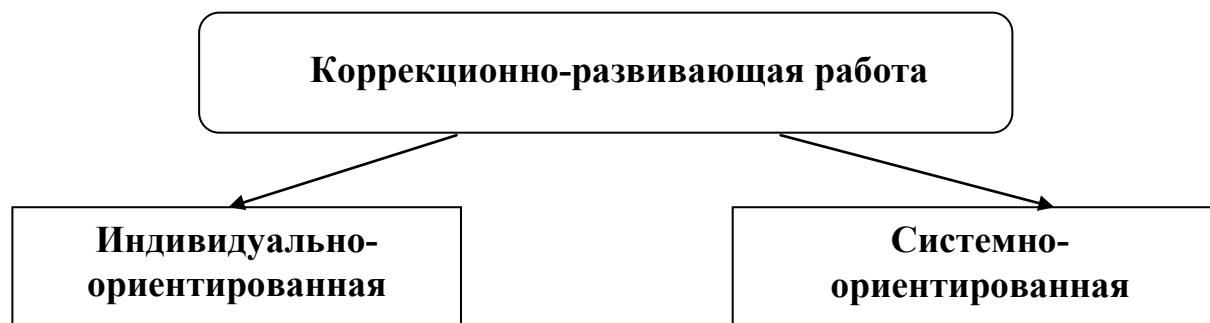 Коррекционно-развивающая работа
Индивидуально-
ориентированная
Системно-
ориентированная